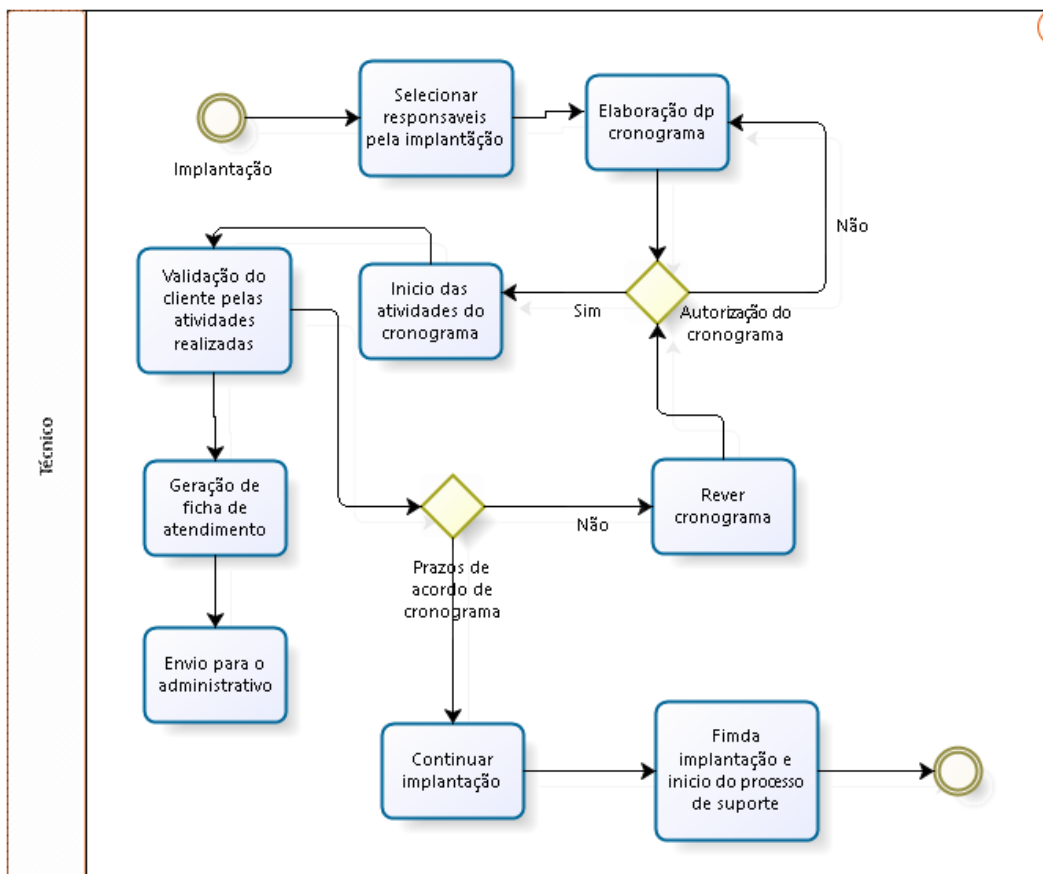 Técnico
Implantação
Selecionar
responsaveis
pela implantãção
Elaboração dp
cronograma
Não
Autorização do
cronograma
Sim
Inicio das
atividades do
cronograma
Validação do
cliente pelas
atividades
realizadas
Geração de
ficha de
atendimento
Envio para o
administrativo
Prazos de
acordo de
cronograma
Não
Rever
cronograma
Continuar
implantação
Fimda
implantação e
inicio do processo
de suporte